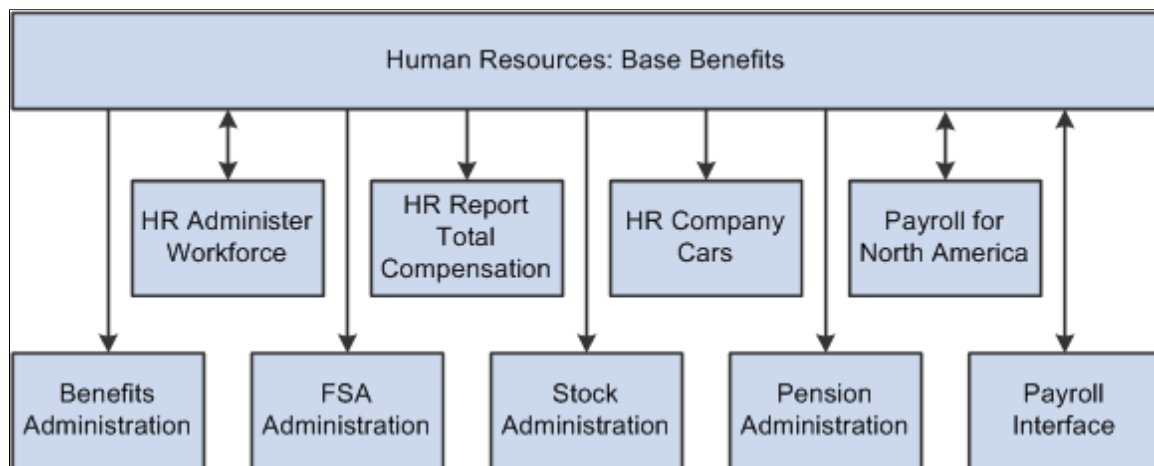 Human Resources: Base Benefits
HR Administer
Workforce
HR Report
Total
Compensation
HR Company
Cars
Payroll for
North America
Benefits
Administration
FSA
Administration
Stock
Administration
Pension
Administration
Payroll
Interface